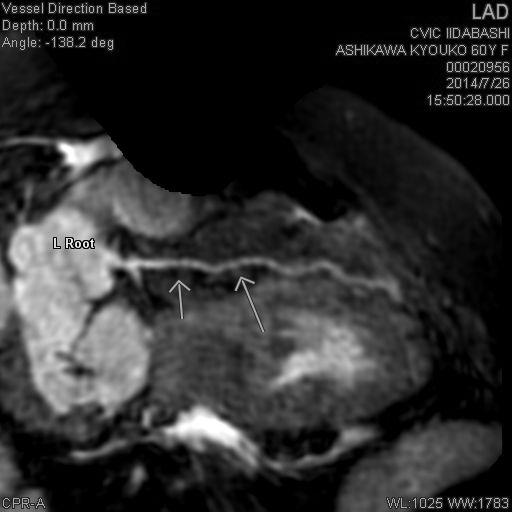 Vessel Direction Based
Depth: 0.0 mm
Angle: -138.2 deg
LAD
CVIC IIDABASHI
ASHIKAWA KYOUKO 60Y F
00020956
2014/7/26
15:50:28.000
L Root
CPR-A
WL:1025 WW:1783